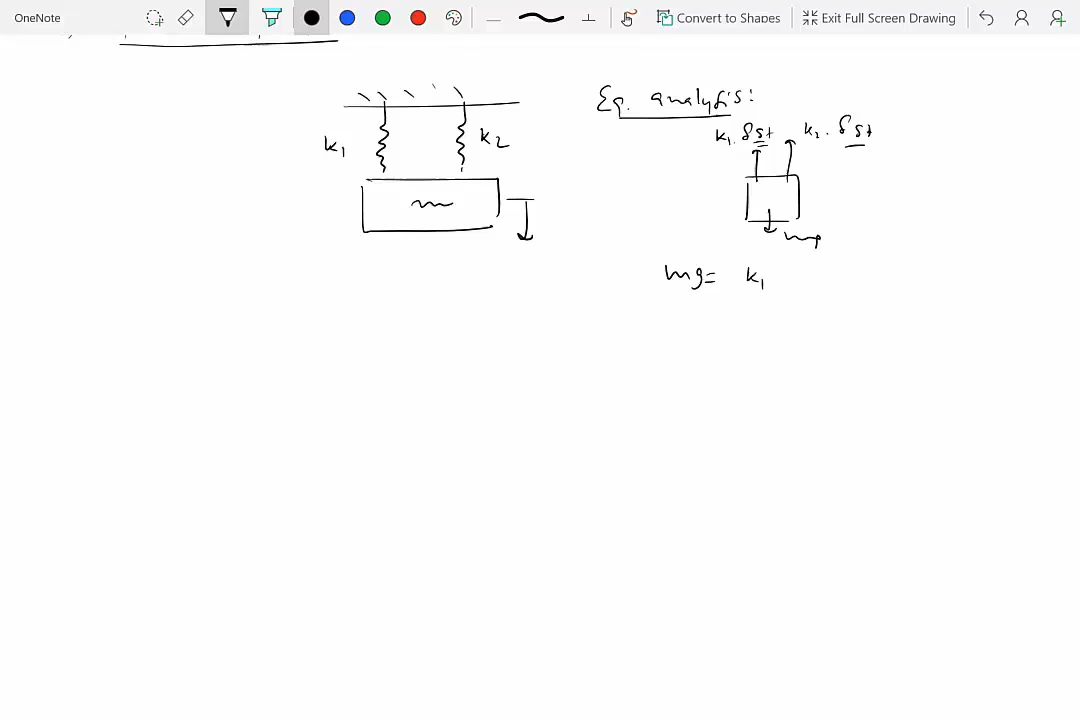 OneNote
Convert to Shapes
Exit Full Screen Drawing
Eq. analysis:
k1 . δst
k2 . δst
k1
k2
m
mg
mg = k1